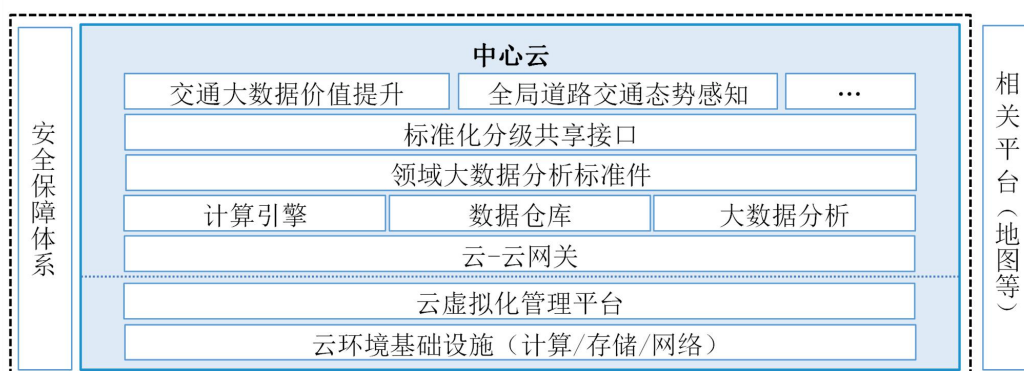 安全保障体系
中心云
交通大数据价值提升
全局道路交通态势感知
…
标准化分级共享接口
领域大数据分析标准件
计算引擎
数据仓库
大数据分析
云-云网关
云虚拟化管理平台
云环境基础设施（计算/存储/网络）
相关平台（地图等）